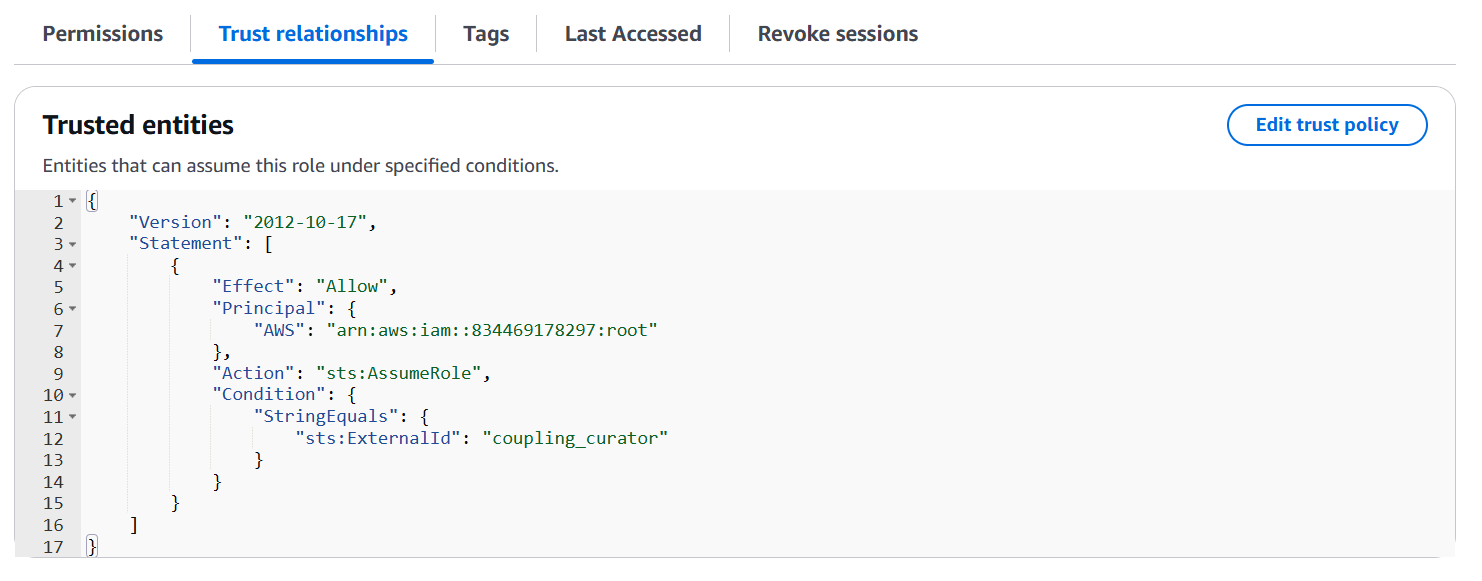 Permissions Trust relationships Tags Last Accessed Revoke sessions
Trusted entities
Edit trust policy
Entities that can assume this role under specified conditions.
1 {
2 "Version": "2012-10-17",
3 "Statement": [
4 {
5 "Effect": "Allow",
6 "Principal": {
7 "AWS": "arn:aws:iam::834469178297:root"
8 },
9 "Action": "sts:AssumeRole",
10 "Condition": {
11 "StringEquals": {
12 "sts:ExternalId": "coupling_curator"
13 }
14 }
15 }
16 ]
17 }